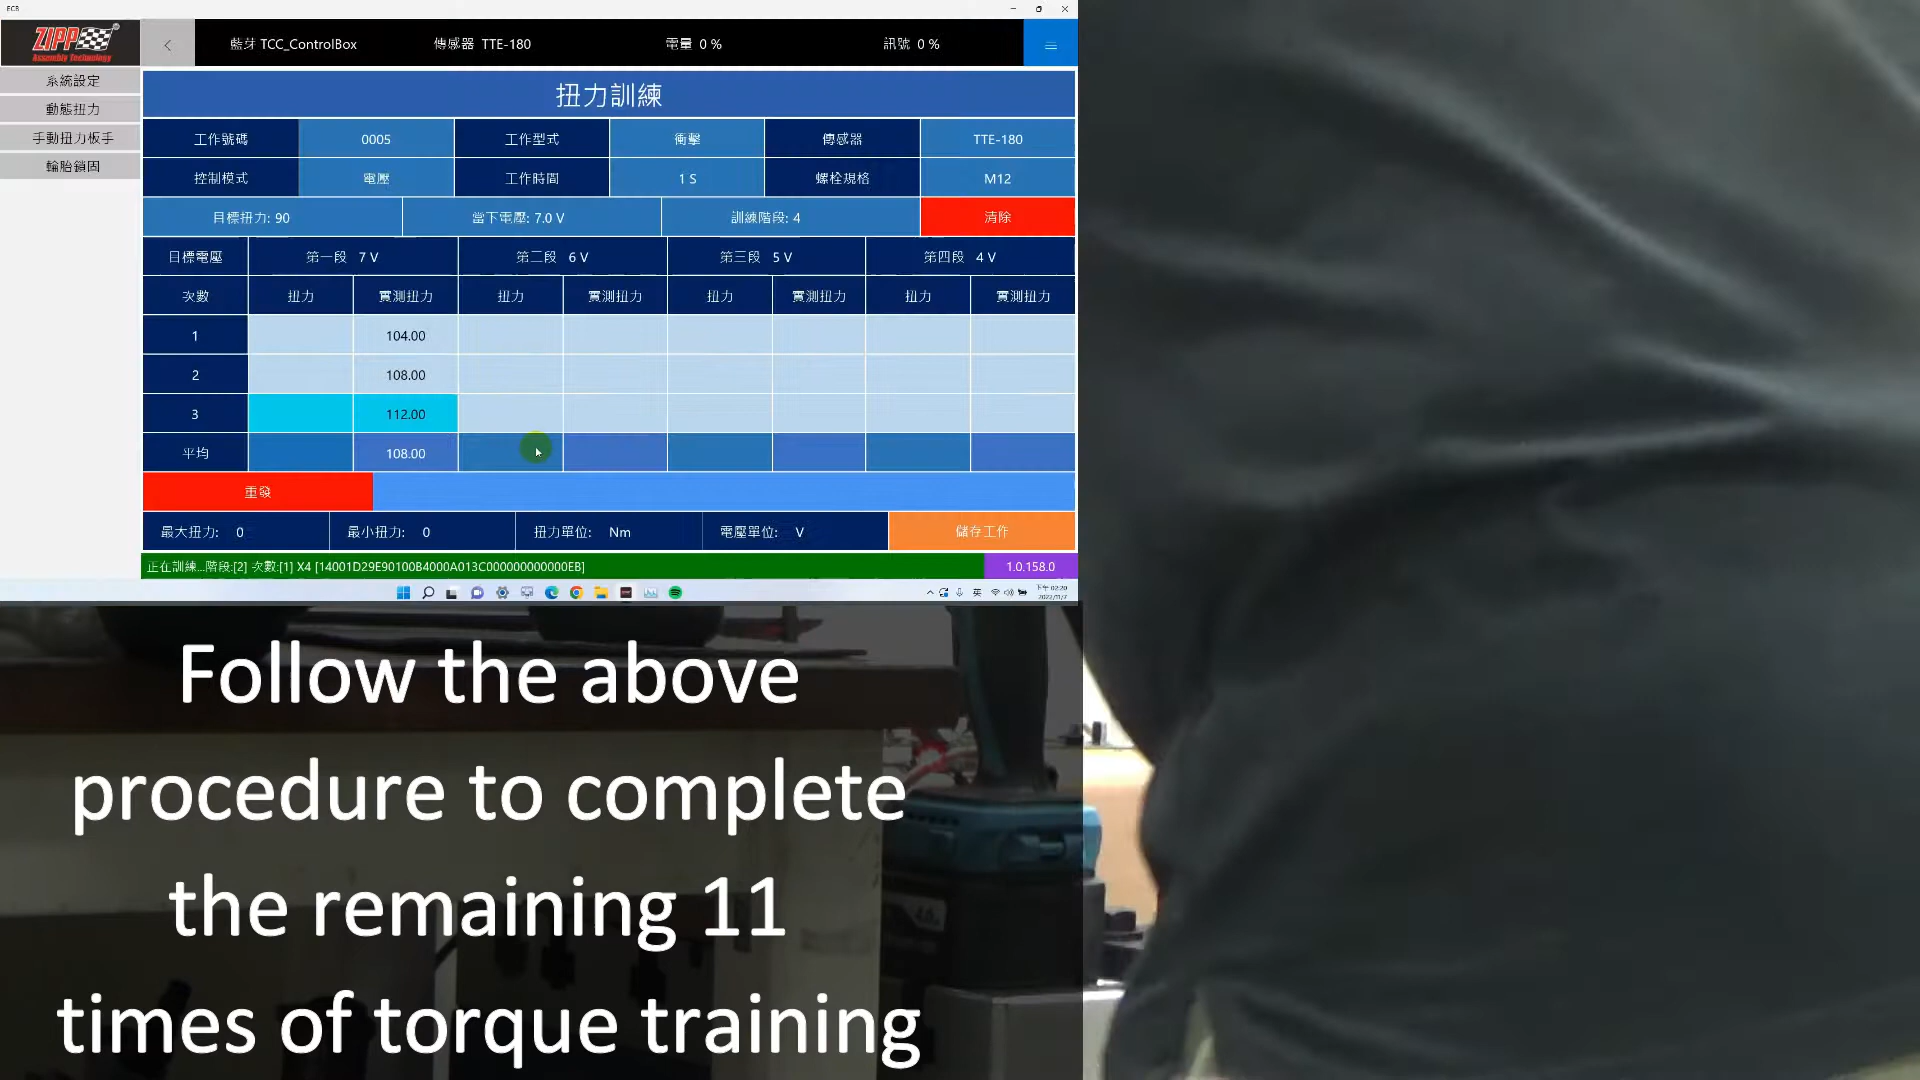 ECB
ZIPP
Assembly Technology
藍芽 TCC_ControlBox 傳感器 TTE-180 電量 0 % 訊號 0 %
系統設定
動態扭力
手動扭力板手
輪胎鎖固
扭力訓練
工作號碼 0005 工作型式 衝擊 傳感器 TTE-180
控制模式 電壓 工作時間 1 S 螺栓規格 M12
目標扭力: 90 當下電壓: 7.0 V 訓練階段: 4 清除
目標電壓 第一段 7 V 第二段 6 V 第三段 5 V 第四段 4 V
次數 扭力 實測扭力 扭力 實測扭力 扭力 實測扭力 扭力 實測扭力
1 104.00
2 108.00
3 112.00
平均 108.00
重發
最大扭力: 0 最小扭力: 0 扭力單位: Nm 電壓單位: V 儲存工作
正在訓練...階段:[2] 次數:[1] X4 [14001D29E90100B4000A013C000000000000EB] 1.0.158.0
英 下午 02:20
2022/11/7
Follow the above
procedure to complete
the remaining 11
times of torque training